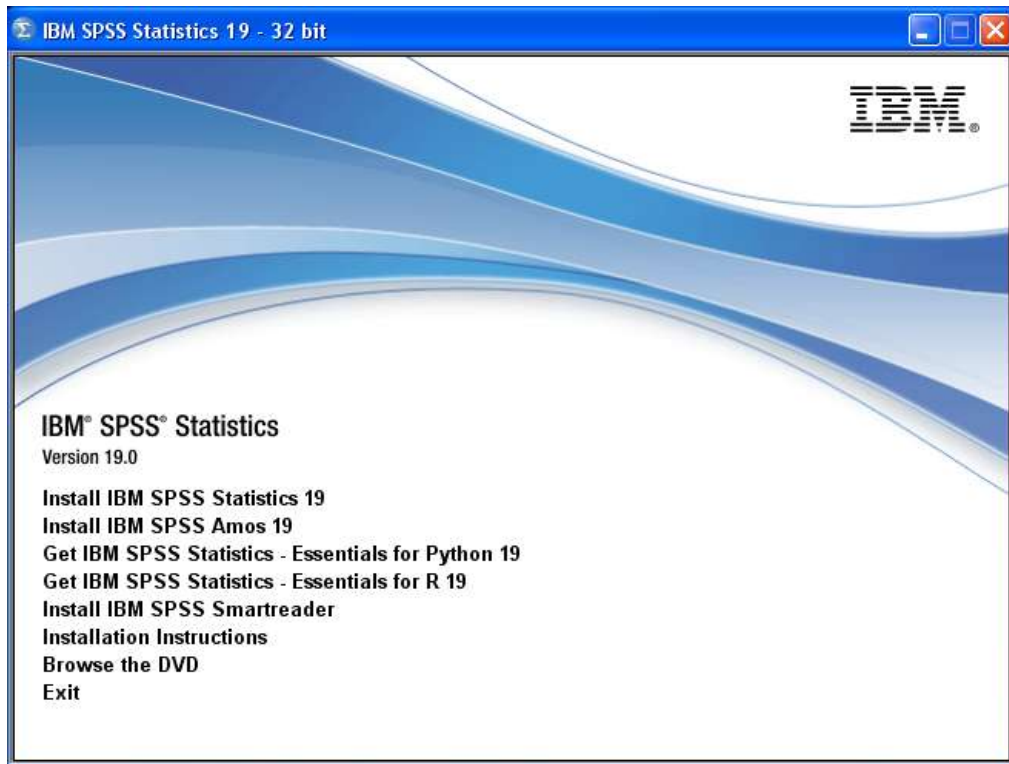 IBM SPSS Statistics 19 - 32 bit
IBM®
IBM® SPSS® Statistics
Version 19.0
Install IBM SPSS Statistics 19
Install IBM SPSS Amos 19
Get IBM SPSS Statistics - Essentials for Python 19
Get IBM SPSS Statistics - Essentials for R 19
Install IBM SPSS Smartreader
Installation Instructions
Browse the DVD
Exit